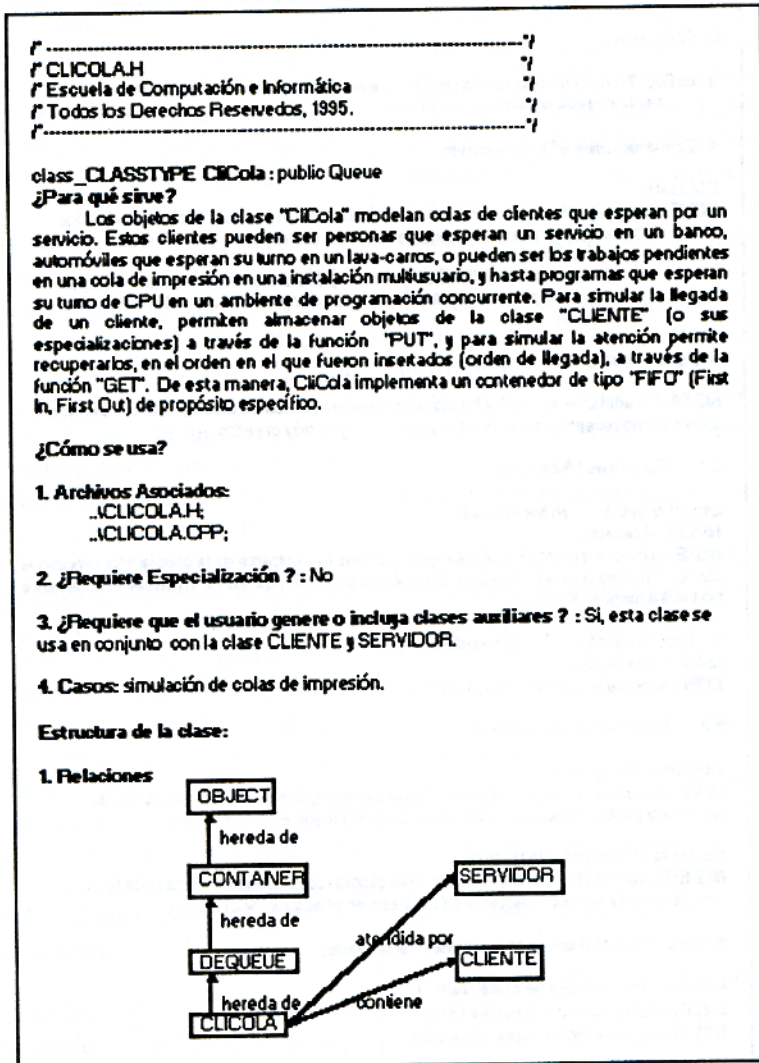 /* ------------------------------------------------------------*/
/* CLICOLA.H */
/* Escuela de Computación e Informática */
/* Todos los Derechos Reservados, 1995. */
/*------------------------------------------------------------*/
class _CLASSTYPE CliCola : public Queue
¿Para qué sirve?
Los objetos de la clase "CliCola" modelan colas de clientes que esperan por un
servicio. Estos clientes pueden ser personas que esperan un servicio en un banco,
automóviles que esperan su turno en un lava-carros, o pueden ser los trabajos pendientes
en una cola de impresión en una instalación multiusuario, y hasta programas que esperan
su turno de CPU en un ambiente de programación concurrente. Para simular la llegada
de un cliente, permiten almacenar objetos de la clase "CLIENTE" (o sus
especializaciones) a través de la función "PUT", y para simular la atención permite
recuperarlos, en el orden en el que fueron insertados (orden de llegada), a través de la
función "GET". De esta manera, CliCola implementa un contenedor de tipo "FIFO" (First
In, First Out) de propósito específico.
¿Cómo se usa?
1. Archivos Asociados:
..\CLICOLA.H;
..\CLICOLA.CPP;
2. ¿Requiere Especialización ? : No
3. ¿Requiere que el usuario genere o incluya clases auxiliares ? : Sí, esta clase se
usa en conjunto con la clase CLIENTE y SERVIDOR.
4. Casos: simulación de colas de impresión.
Estructura de la clase:
1. Relaciones
OBJECT
hereda de
CONTAINER
SERVIDOR
hereda de
atendida por
DEQUEUE
CLIENTE
hereda de
contiene
CLICOLA